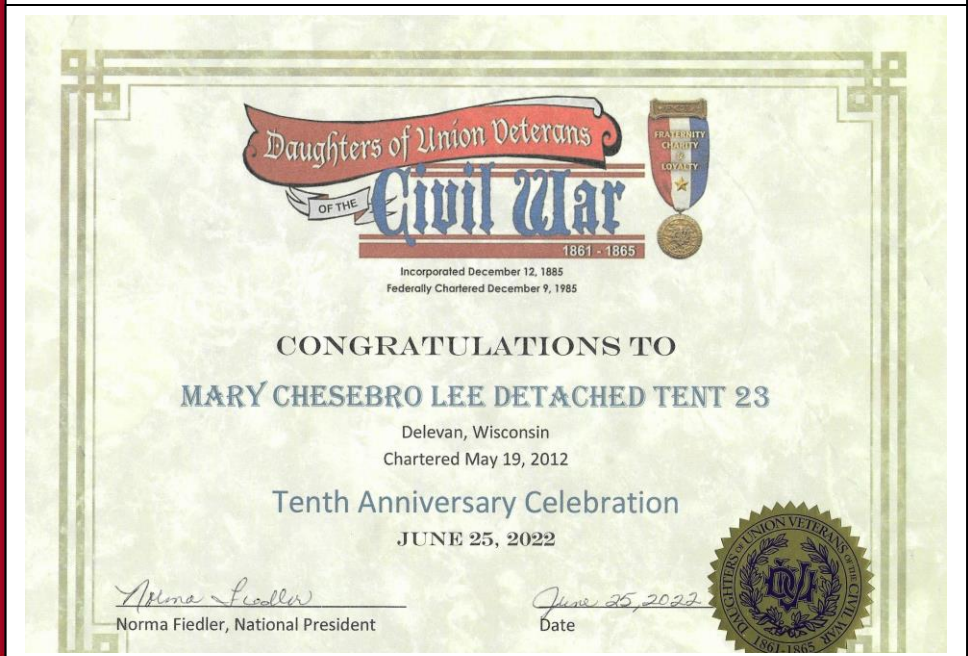 Daughters of Union Veterans
OF THE
Civil War
1861 - 1865
FRATERNITY
CHARITY
&
LOYALTY
Incorporated December 12, 1885
Federally Chartered December 9, 1985
CONGRATULATIONS TO
MARY CHESEBRO LEE DETACHED TENT 23
Delevan, Wisconsin
Chartered May 19, 2012
Tenth Anniversary Celebration
JUNE 25, 2022
Norma Fiedler
June 25, 2022
Norma Fiedler, National President
Date
DAUGHTERS OF UNION VETERANS OF THE CIVIL WAR
DUV
1861-1865